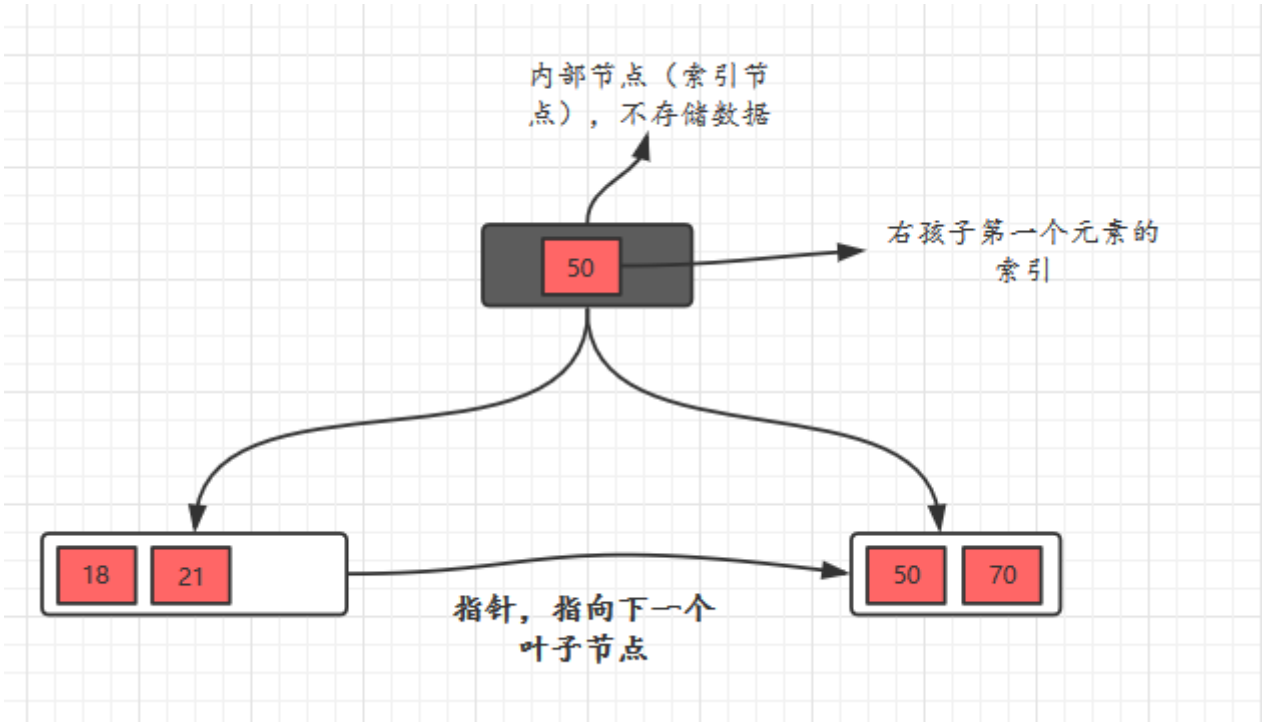 内部节点（索引节
点），不存储数据
50
右孩子第一个元素的
索引
18
21
50
70
指针，指向下一个
叶子节点